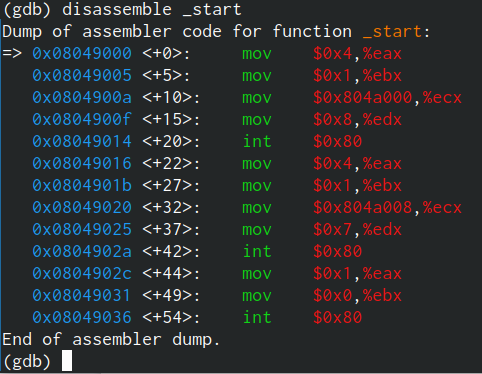 (gdb) disassemble _start
Dump of assembler code for function _start:
=> 0x08049000 <+0>:     mov    $0x4,%eax
   0x08049005 <+5>:     mov    $0x1,%ebx
   0x0804900a <+10>:    mov    $0x804a000,%ecx
   0x0804900f <+15>:    mov    $0x8,%edx
   0x08049014 <+20>:    int    $0x80
   0x08049016 <+22>:    mov    $0x4,%eax
   0x0804901b <+27>:    mov    $0x1,%ebx
   0x08049020 <+32>:    mov    $0x804a008,%ecx
   0x08049025 <+37>:    mov    $0x7,%edx
   0x0804902a <+42>:    int    $0x80
   0x0804902c <+44>:    mov    $0x1,%eax
   0x08049031 <+49>:    mov    $0x0,%ebx
   0x08049036 <+54>:    int    $0x80
End of assembler dump.
(gdb)